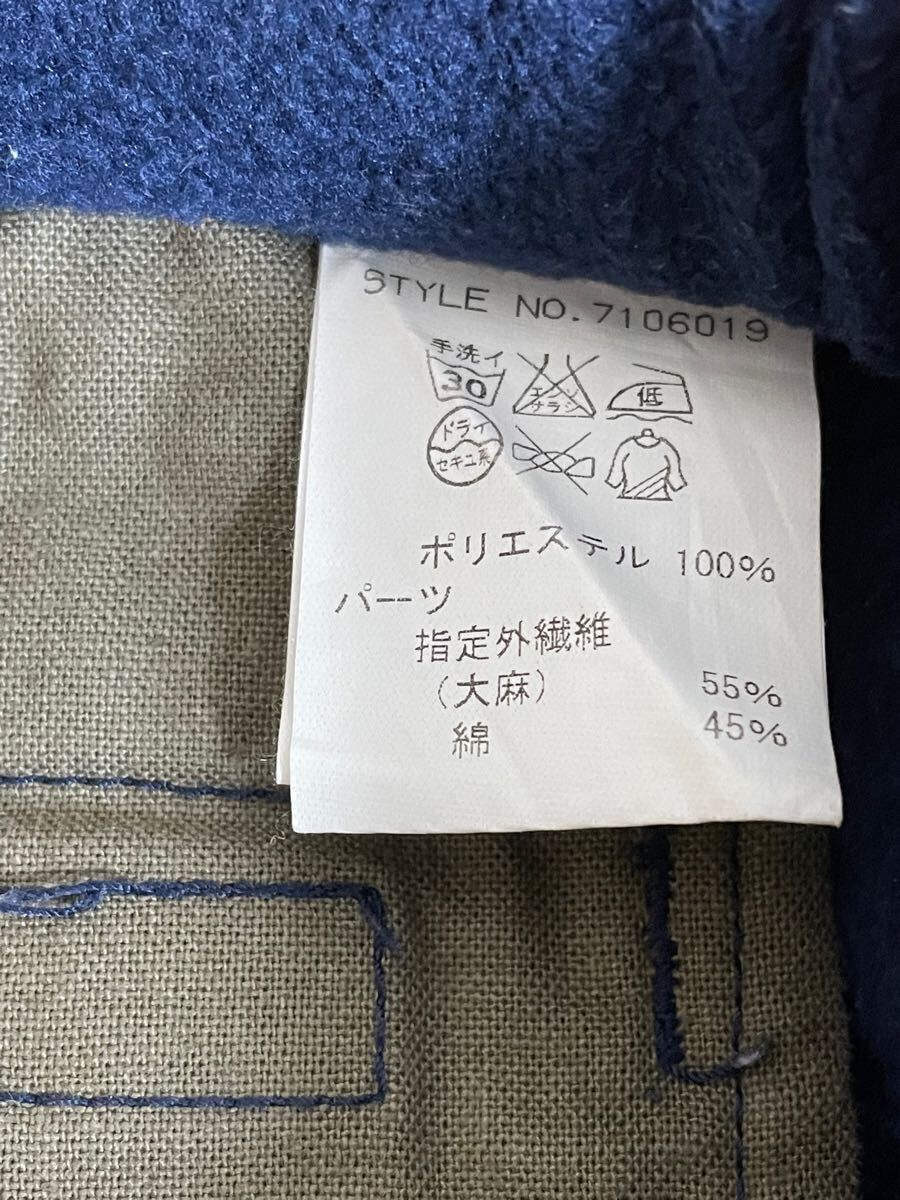 STYLE NO.7106019
手洗イ
30
エンソ
サラシ
低
ドライ
セキユ系
ポリエステル 100%
パーツ
指定外繊維
(大麻) 55%
綿 45%